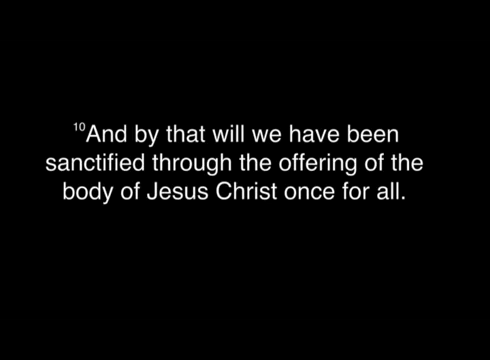 10And by that will we have been
sanctified through the offering of the
body of Jesus Christ once for all.